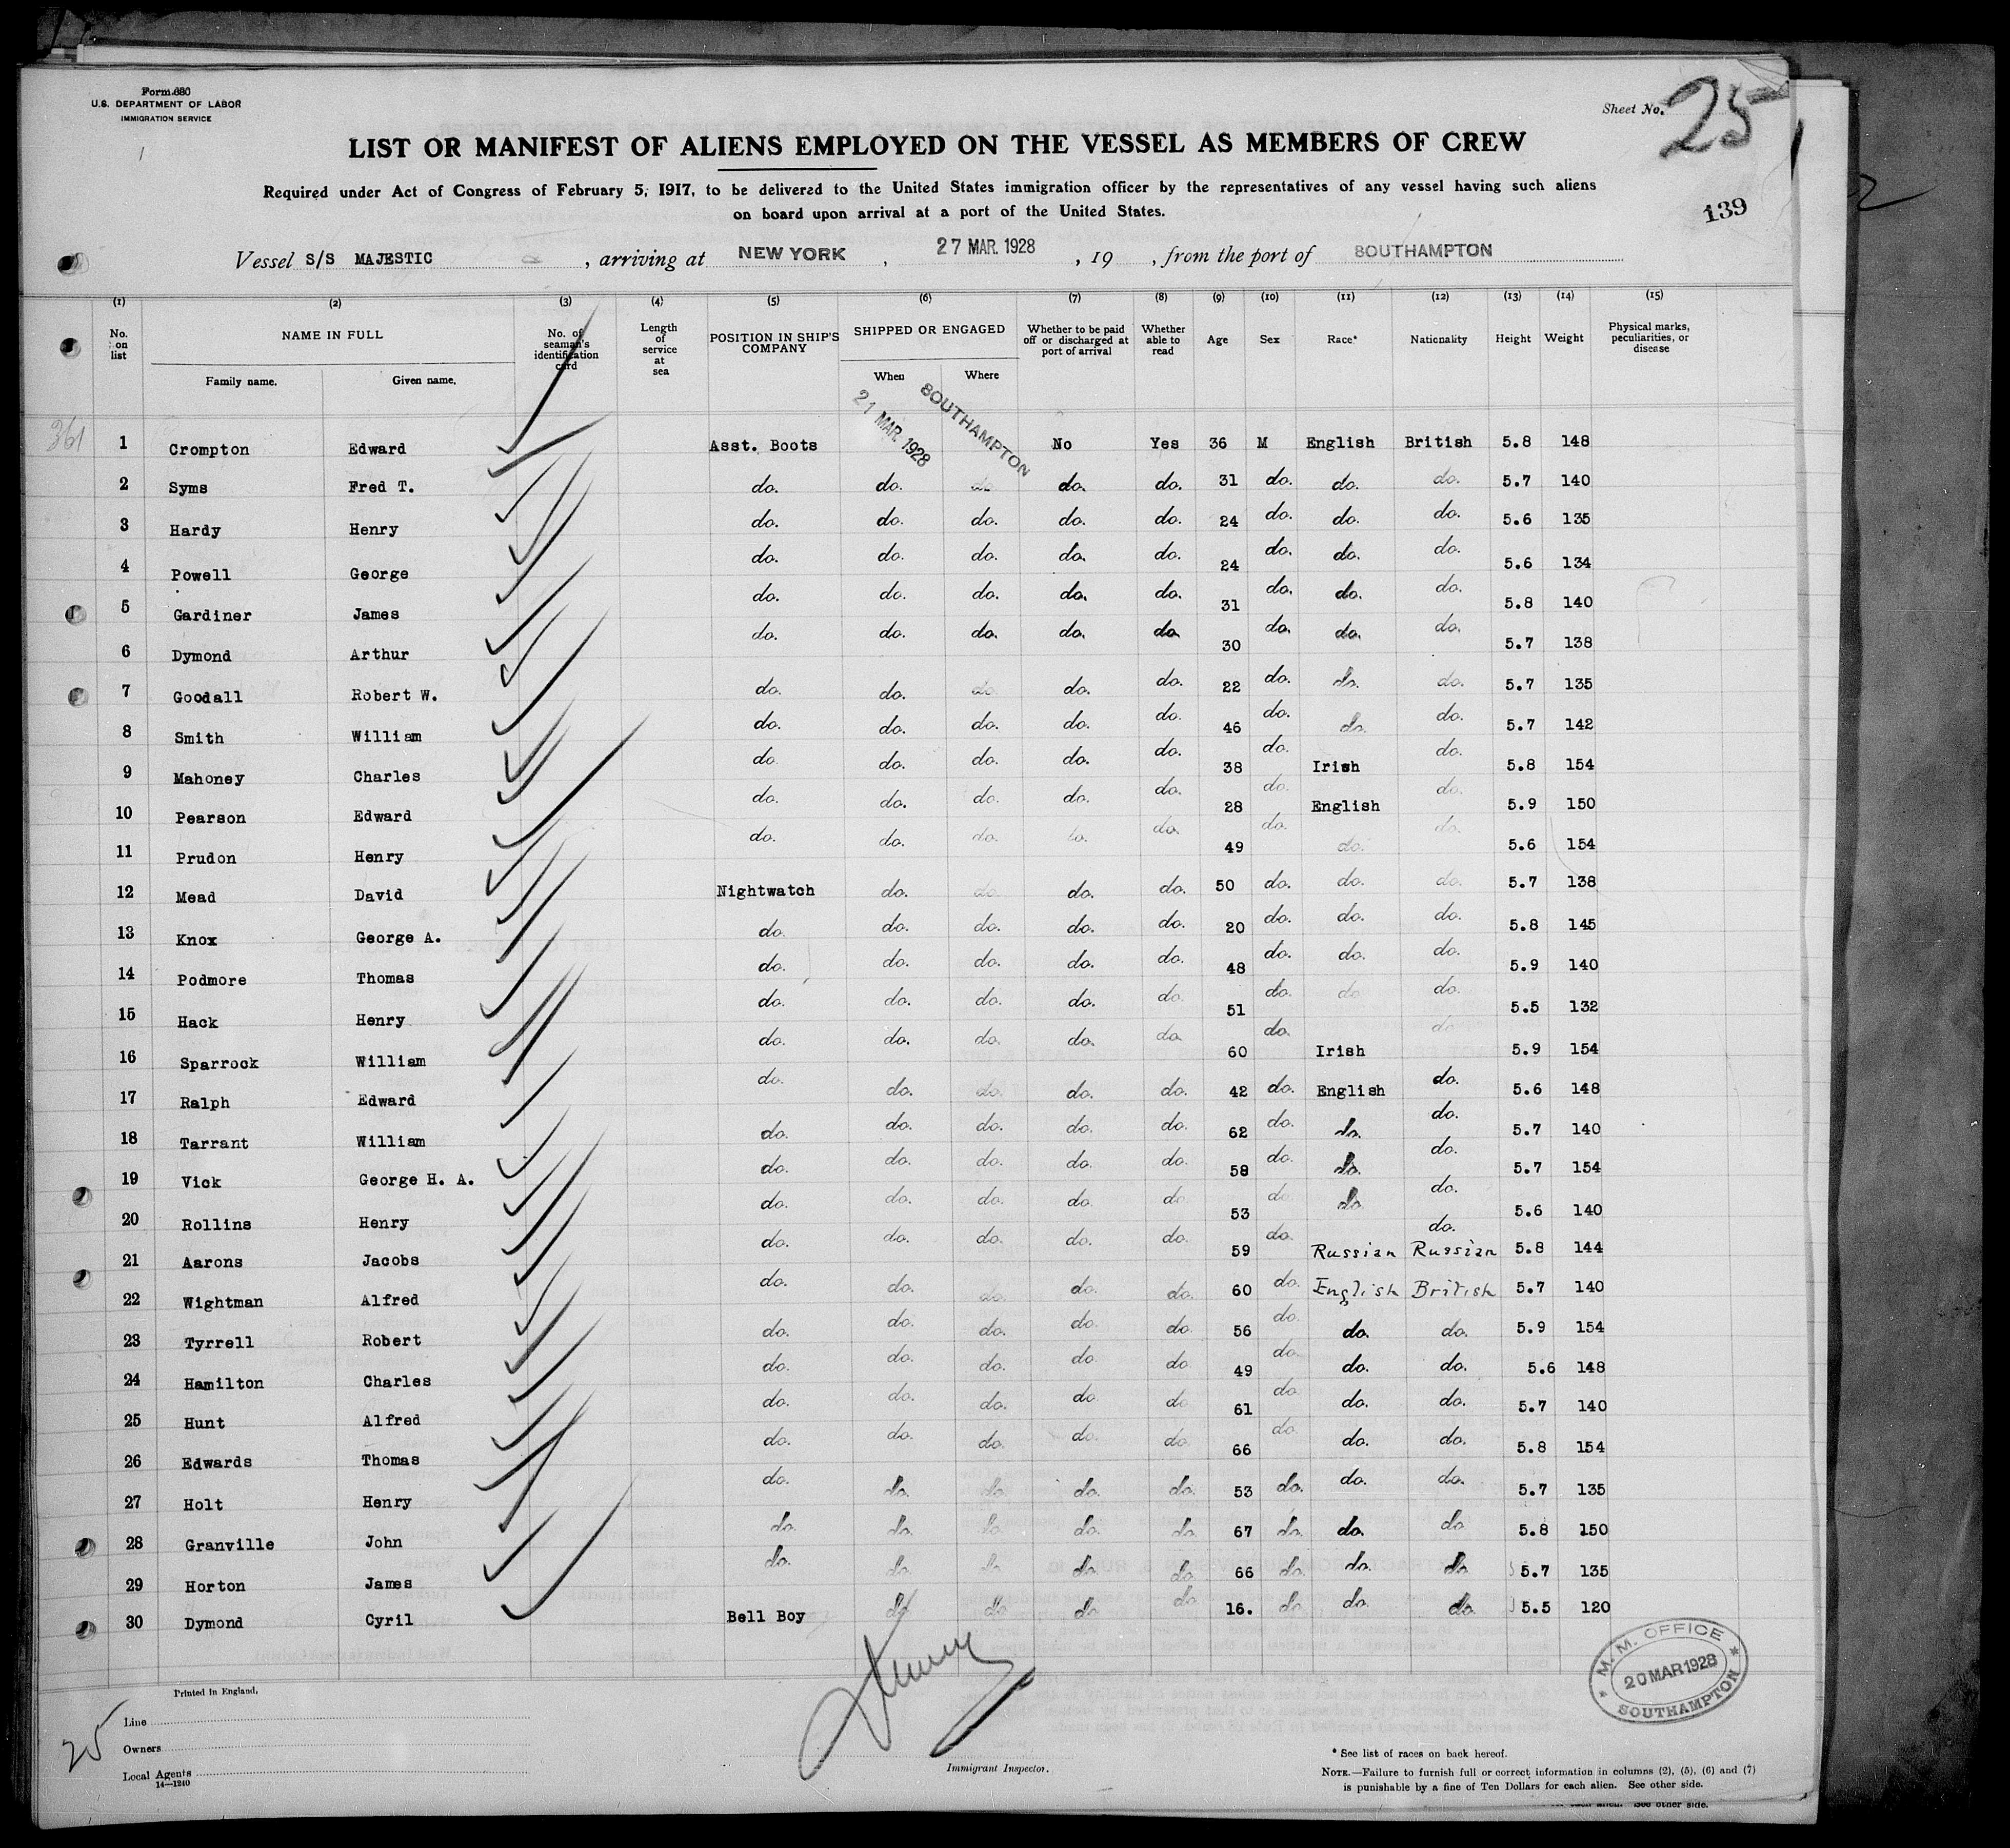 Form 680
U.S. DEPARTMENT OF LABOR
IMMIGRATION SERVICE
Sheet No. 25
LIST OR MANIFEST OF ALIENS EMPLOYED ON THE VESSEL AS MEMBERS OF CREW
Required under Act of Congress of February 5, 1917, to be delivered to the United States immigration officer by the representatives of any vessel having such aliens
on board upon arrival at a port of the United States.
139
Vessel S/S MAJESTIC , arriving at NEW YORK , 27 MAR. 1928 , 19 , from the port of SOUTHAMPTON
(1) (2) (3) (4) (5) (6) (7) (8) (9) (10) (11) (12) (13) (14) (15)
No. on list NAME IN FULL Family name. Given name. No. of seaman's identification card Length of service at sea POSITION IN SHIP'S COMPANY SHIPPED OR ENGAGED When Where Whether to be paid off or discharged at port of arrival Whether able to read Age Sex Race* Nationality Height Weight Physical marks, peculiarities, or disease
361 1 Crompton Edward Asst. Boots 21 MAR. 1928 SOUTHAMPTON No Yes 36 M English British 5.8 148
2 Syms Fred T. do. do. do. do. do. 31 do. do. do. 5.7 140
3 Hardy Henry do. do. do. do. do. 24 do. do. do. 5.6 135
4 Powell George do. do. do. do. do. 24 do. do. do. 5.6 134
5 Gardiner James do. do. do. do. do. 31 do. do. do. 5.8 140
6 Dymond Arthur do. do. do. do. do. 30 do. do. do. 5.7 138
7 Goodall Robert W. do. do. do. do. do. 22 do. do. do. 5.7 135
8 Smith William do. do. do. do. do. 46 do. do. do. 5.7 142
9 Mahoney Charles do. do. do. do. do. 38 do. Irish do. 5.8 154
10 Pearson Edward do. do. do. do. do. 28 do. English do. 5.9 150
11 Prudon Henry do. do. do. do. do. 49 do. do. do. 5.6 154
12 Mead David Nightwatch do. do. do. do. 50 do. do. do. 5.7 138
13 Knox George A. do. do. do. do. do. 20 do. do. do. 5.8 145
14 Podmore Thomas do. do. do. do. do. 48 do. do. do. 5.9 140
15 Hack Henry do. do. do. do. do. 51 do. do. do. 5.5 132
16 Sparrock William do. do. do. do. do. 60 do. Irish do. 5.9 154
17 Ralph Edward do. do. do. do. do. 42 do. English do. 5.6 148
18 Tarrant William do. do. do. do. do. 62 do. do. do. 5.7 140
19 Vick George H. A. do. do. do. do. do. 58 do. do. do. 5.7 154
20 Rollins Henry do. do. do. do. do. 53 do. do. do. 5.6 140
21 Aarons Jacobs do. do. do. do. do. 59 do. Russian do. Russian 5.8 144
22 Wightman Alfred do. do. do. do. do. 60 do. English British 5.7 140
23 Tyrrell Robert do. do. do. do. do. 56 do. do. do. 5.9 154
24 Hamilton Charles do. do. do. do. do. 49 do. do. do. 5.6 148
25 Hunt Alfred do. do. do. do. do. 61 do. do. do. 5.7 140
26 Edwards Thomas do. do. do. do. do. 66 do. do. do. 5.8 154
27 Holt Henry do. do. do. do. do. 53 do. do. do. 5.7 135
28 Granville John do. do. do. do. do. 67 do. do. do. 5.8 150
29 Horton James do. do. do. do. do. 66 do. do. do. 5.7 135
30 Dymond Cyril Bell Boy do. do. do. do. 16. do. do. do. 5.5 120
M. M. OFFICE
20 MAR 1928
SOUTHAMPTON
Printed in England.
25
Line
Owners
Local Agents
14—1240
Immigrant Inspector.
* See list of races on back hereof.
NOTE.—Failure to furnish full or correct information in columns (2), (5), (6) and (7)
is punishable by a fine of Ten Dollars for each alien. See other side.
See other side.